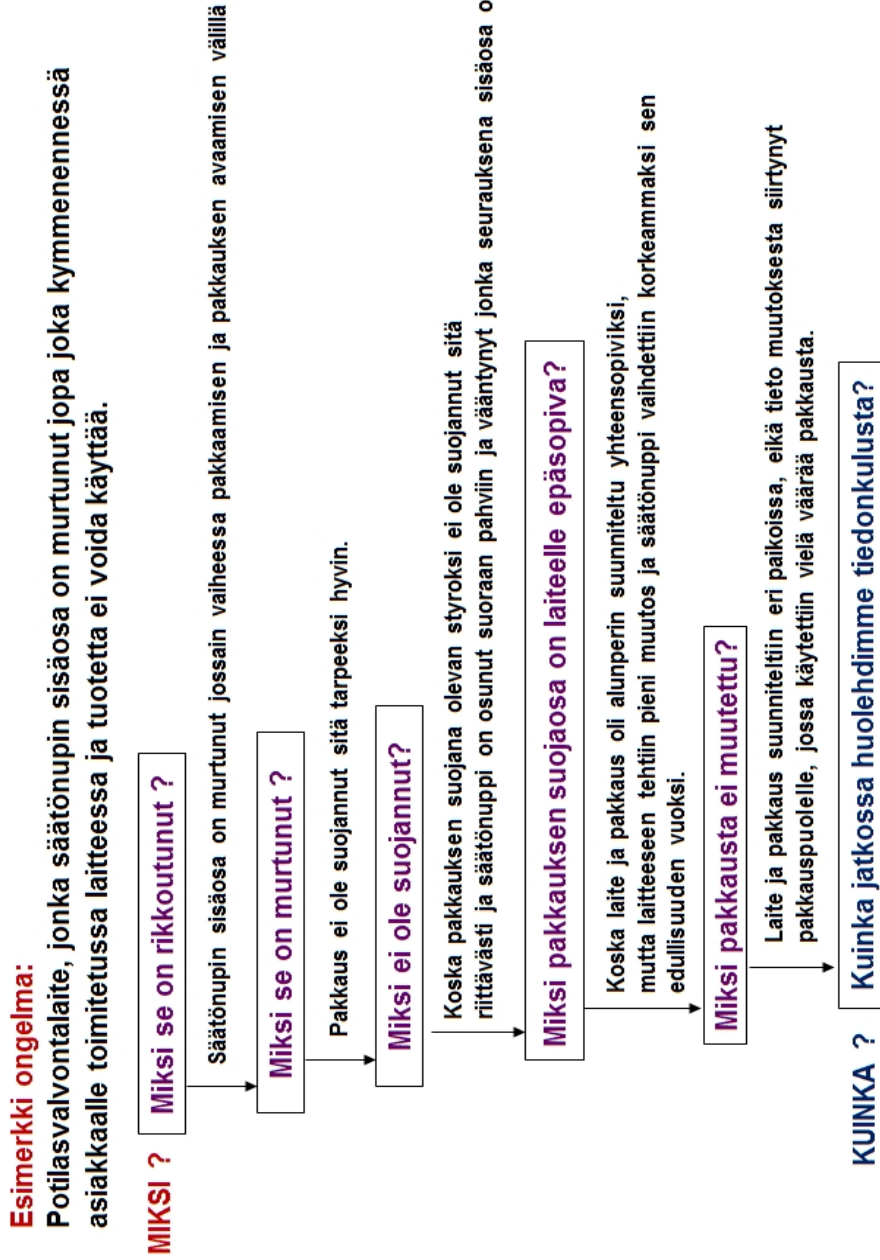 Esimerkki ongelma:
Potilasvalvontalaite, jonka säätönupin sisäosa on murtunut jopa joka kymmenennessä
asiakkaalle toimitetussa laitteessa ja tuotetta ei voida käyttää.
MIKSI ? Miksi se on rikkoutunut ?
Säätönupin sisäosa on murtunut jossain vaiheessa pakkaamisen ja pakkauksen avaamisen välillä
Miksi se on murtunut ?
Pakkaus ei ole suojannut sitä tarpeeksi hyvin.
Miksi ei ole suojannut?
Koska pakkauksen suojana olevan styroksi ei ole suojannut sitä
riittävästi ja säätönuppi on osunut suoraan pahviin ja vääntynyt jonka seurauksena sisäosa o
Miksi pakkauksen suojaosa on laiteelle epäsopiva?
Koska laite ja pakkaus oli alunperin suunniteltu yhteensopiviksi,
mutta laitteeseen tehtiin pieni muutos ja säätönuppi vaihdettiin korkeammaksi sen
edullisuuden vuoksi.
Miksi pakkausta ei muutettu?
Laite ja pakkaus suunniteltiin eri paikoissa, eikä tieto muutoksesta siirtynyt
pakkauspuolelle, jossa käytettiin vielä väärää pakkausta.
KUINKA ? Kuinka jatkossa huolehdimme tiedonkulusta?